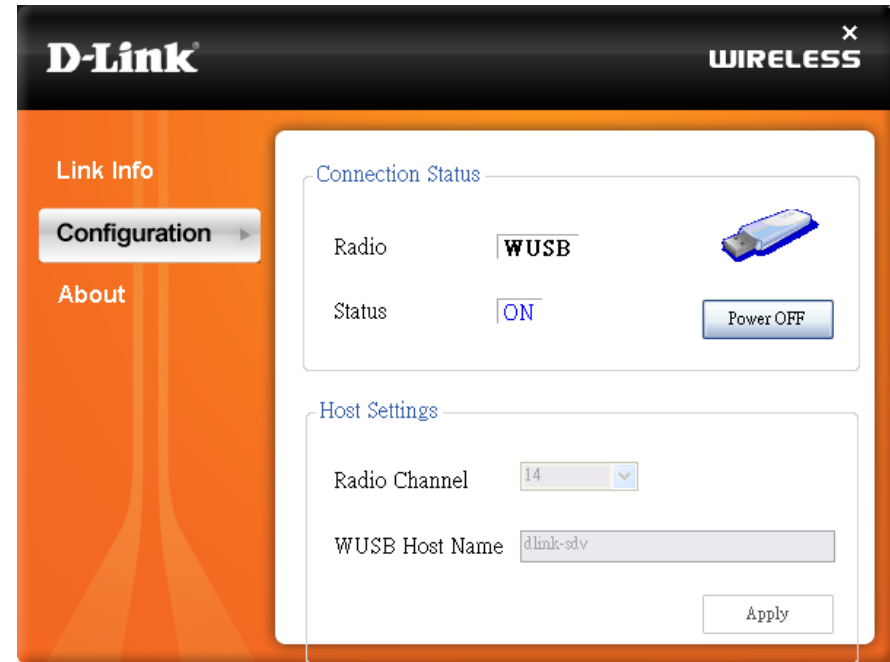 D-Link
WIRELESS
Link Info
Configuration
About
Connection Status
Radio WUSB
Status ON
Power OFF
Host Settings
Radio Channel 14
WUSB Host Name dlink-sdv
Apply